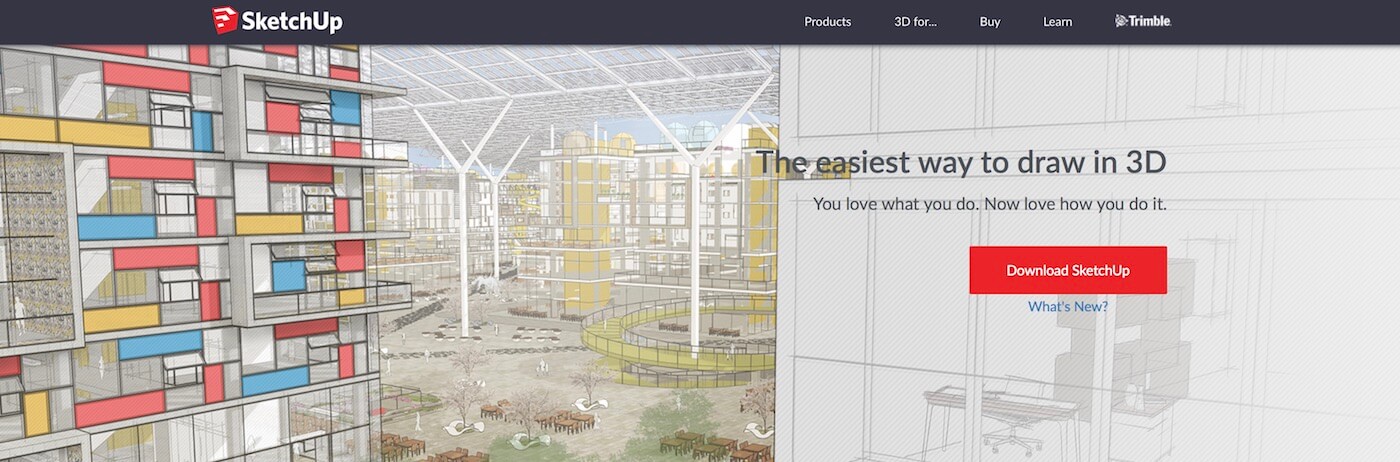 SketchUp
Products 3D for... Buy Learn Trimble
The easiest way to draw in 3D
You love what you do. Now love how you do it.
Download SketchUp
What's New?